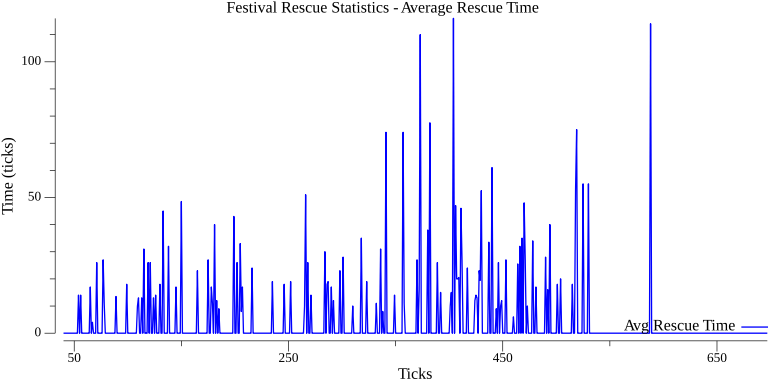 Festival Rescue Statistics - Average Rescue Time
Time (ticks)
100
50
0
Avg Rescue Time
50 250 450 650
Ticks